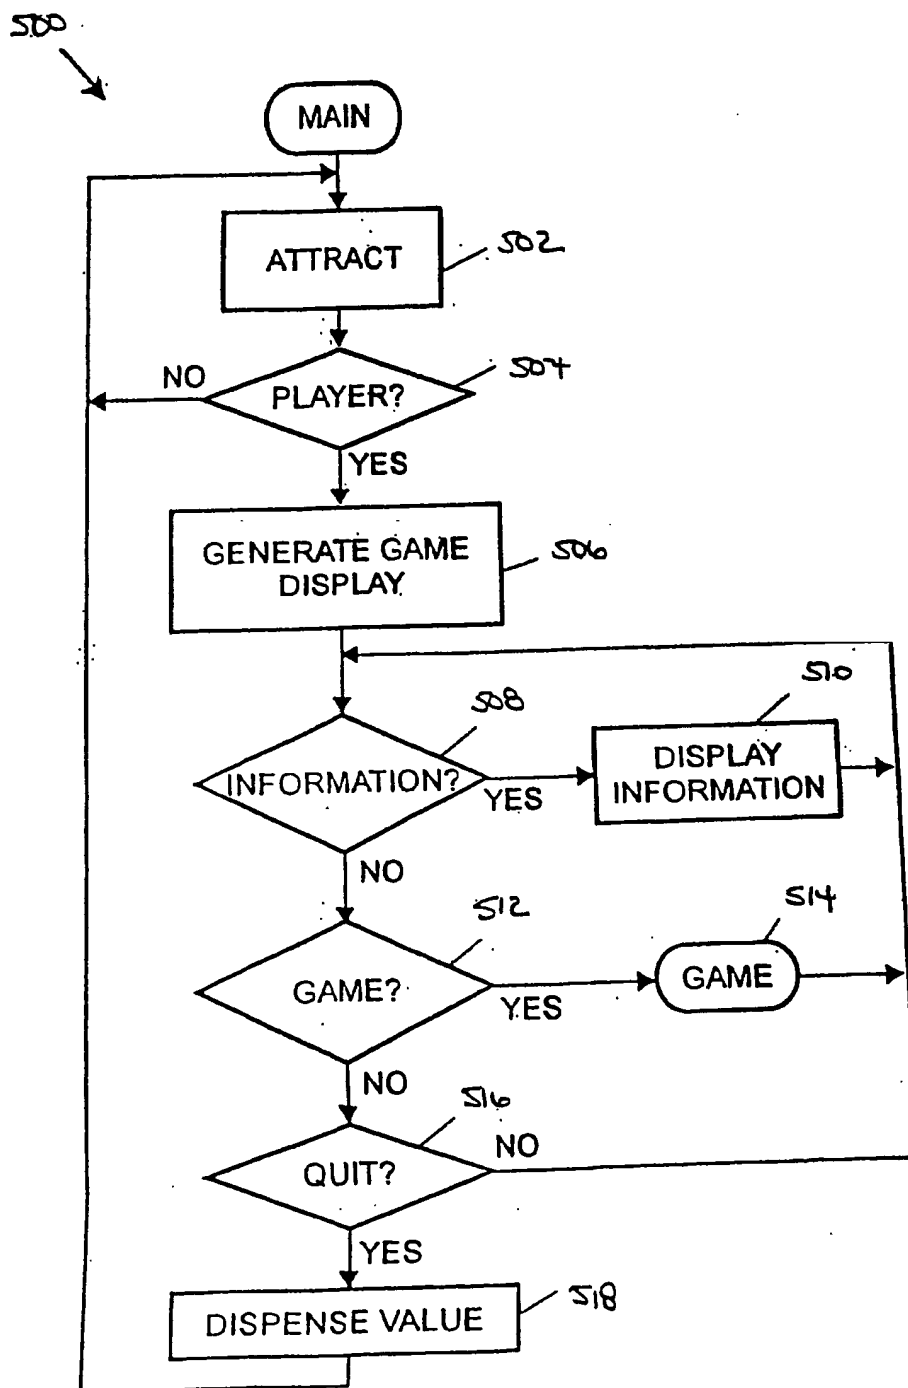 500
MAIN
ATTRACT
502
NO
PLAYER?
504
YES
GENERATE GAME
DISPLAY
506
508
510
INFORMATION?
YES
DISPLAY
INFORMATION
NO
512
514
GAME?
YES
GAME
NO
516
QUIT?
NO
YES
DISPENSE VALUE
518